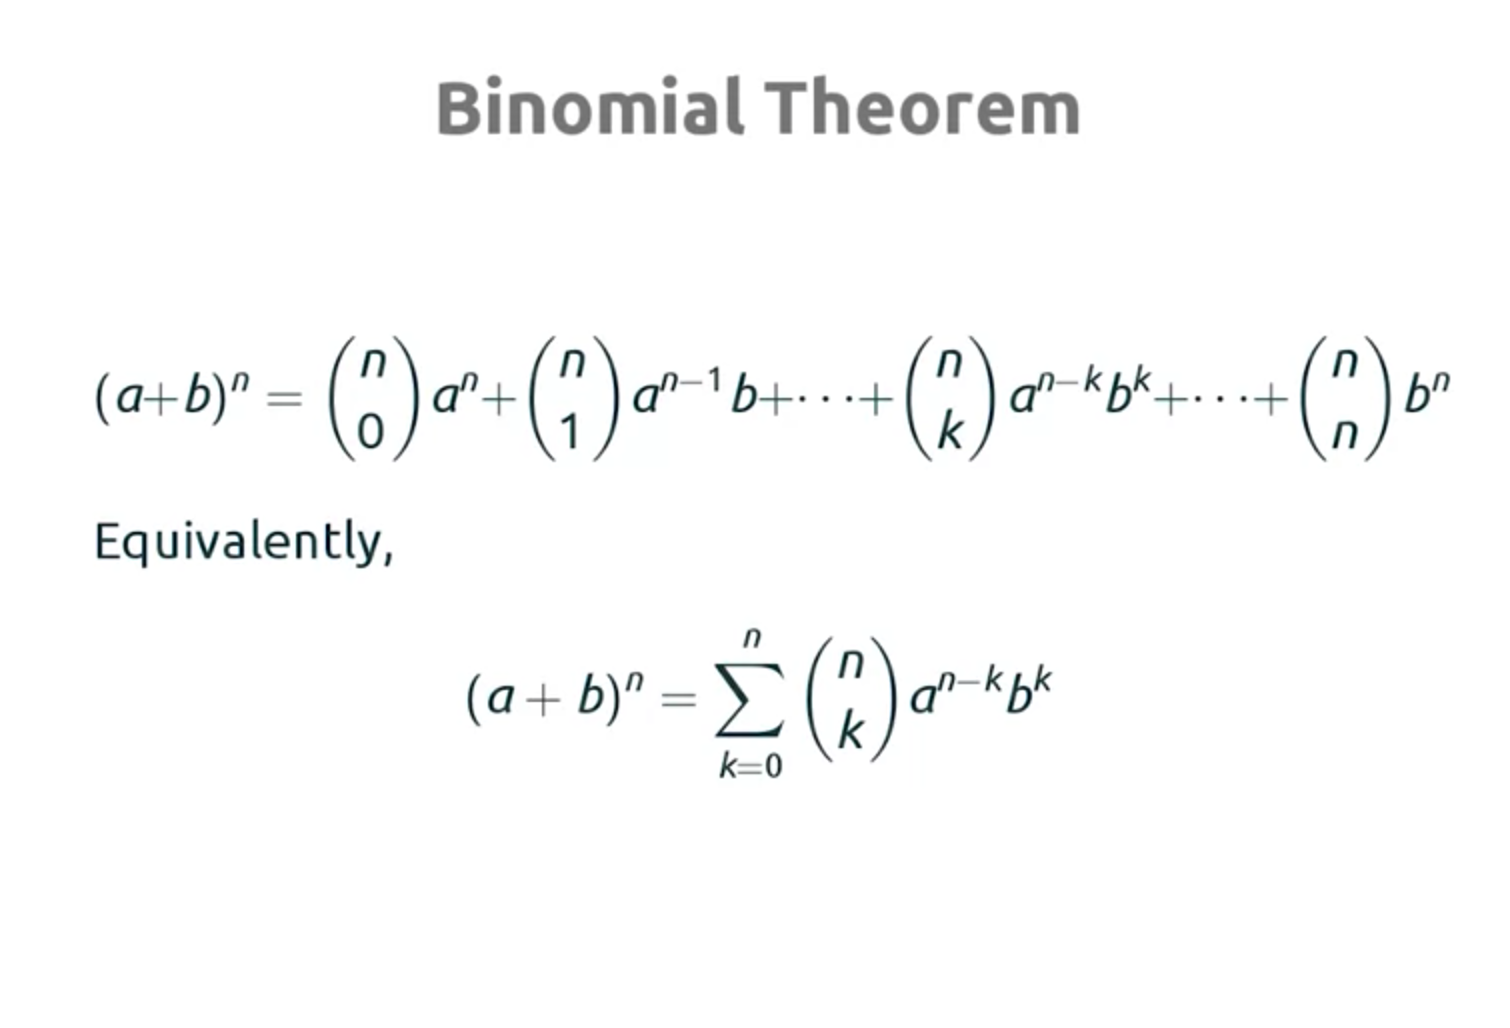 Binomial Theorem
$(a+b)^n = \binom{n}{0} a^n + \binom{n}{1} a^{n-1} b + \cdots + \binom{n}{k} a^{n-k} b^k + \cdots + \binom{n}{n} b^n$
Equivalently,
$(a + b)^n = \sum_{k=0}^{n} \binom{n}{k} a^{n-k} b^k$